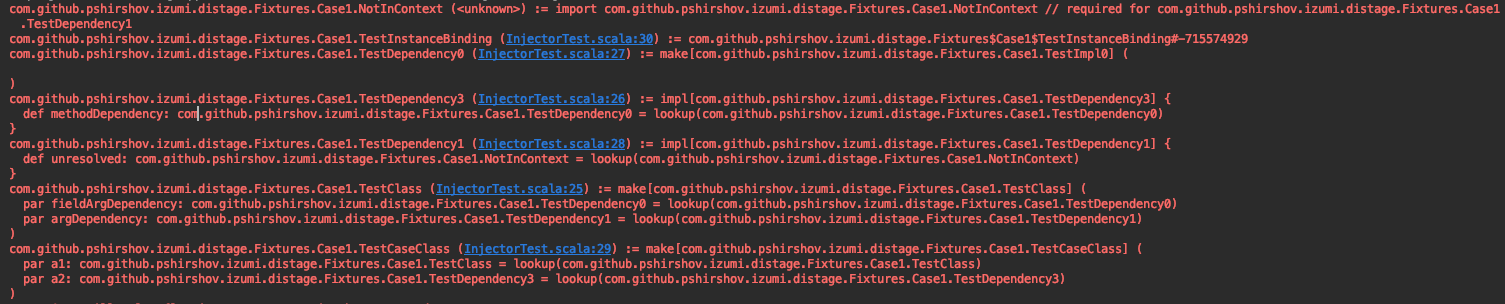 com.github.pshirshov.izumi.distage.Fixtures.Case1.NotInContext (<unknown>) := import com.github.pshirshov.izumi.distage.Fixtures.Case1.NotInContext // required for com.github.pshirshov.izumi.distage.Fixtures.Case1
.TestDependency1
com.github.pshirshov.izumi.distage.Fixtures.Case1.TestInstanceBinding (InjectorTest.scala:30) := com.github.pshirshov.izumi.distage.Fixtures$Case1$TestInstanceBinding#-715574929
com.github.pshirshov.izumi.distage.Fixtures.Case1.TestDependency0 (InjectorTest.scala:27) := make[com.github.pshirshov.izumi.distage.Fixtures.Case1.TestImpl0] (
)
com.github.pshirshov.izumi.distage.Fixtures.Case1.TestDependency3 (InjectorTest.scala:26) := impl[com.github.pshirshov.izumi.distage.Fixtures.Case1.TestDependency3] {
  def methodDependency: com.github.pshirshov.izumi.distage.Fixtures.Case1.TestDependency0 = lookup(com.github.pshirshov.izumi.distage.Fixtures.Case1.TestDependency0)
}
com.github.pshirshov.izumi.distage.Fixtures.Case1.TestDependency1 (InjectorTest.scala:28) := impl[com.github.pshirshov.izumi.distage.Fixtures.Case1.TestDependency1] {
  def unresolved: com.github.pshirshov.izumi.distage.Fixtures.Case1.NotInContext = lookup(com.github.pshirshov.izumi.distage.Fixtures.Case1.NotInContext)
}
com.github.pshirshov.izumi.distage.Fixtures.Case1.TestClass (InjectorTest.scala:25) := make[com.github.pshirshov.izumi.distage.Fixtures.Case1.TestClass] (
  par fieldArgDependency: com.github.pshirshov.izumi.distage.Fixtures.Case1.TestDependency0 = lookup(com.github.pshirshov.izumi.distage.Fixtures.Case1.TestDependency0)
  par argDependency: com.github.pshirshov.izumi.distage.Fixtures.Case1.TestDependency1 = lookup(com.github.pshirshov.izumi.distage.Fixtures.Case1.TestDependency1)
)
com.github.pshirshov.izumi.distage.Fixtures.Case1.TestCaseClass (InjectorTest.scala:29) := make[com.github.pshirshov.izumi.distage.Fixtures.Case1.TestCaseClass] (
  par a1: com.github.pshirshov.izumi.distage.Fixtures.Case1.TestClass = lookup(com.github.pshirshov.izumi.distage.Fixtures.Case1.TestClass)
  par a2: com.github.pshirshov.izumi.distage.Fixtures.Case1.TestDependency3 = lookup(com.github.pshirshov.izumi.distage.Fixtures.Case1.TestDependency3)
)